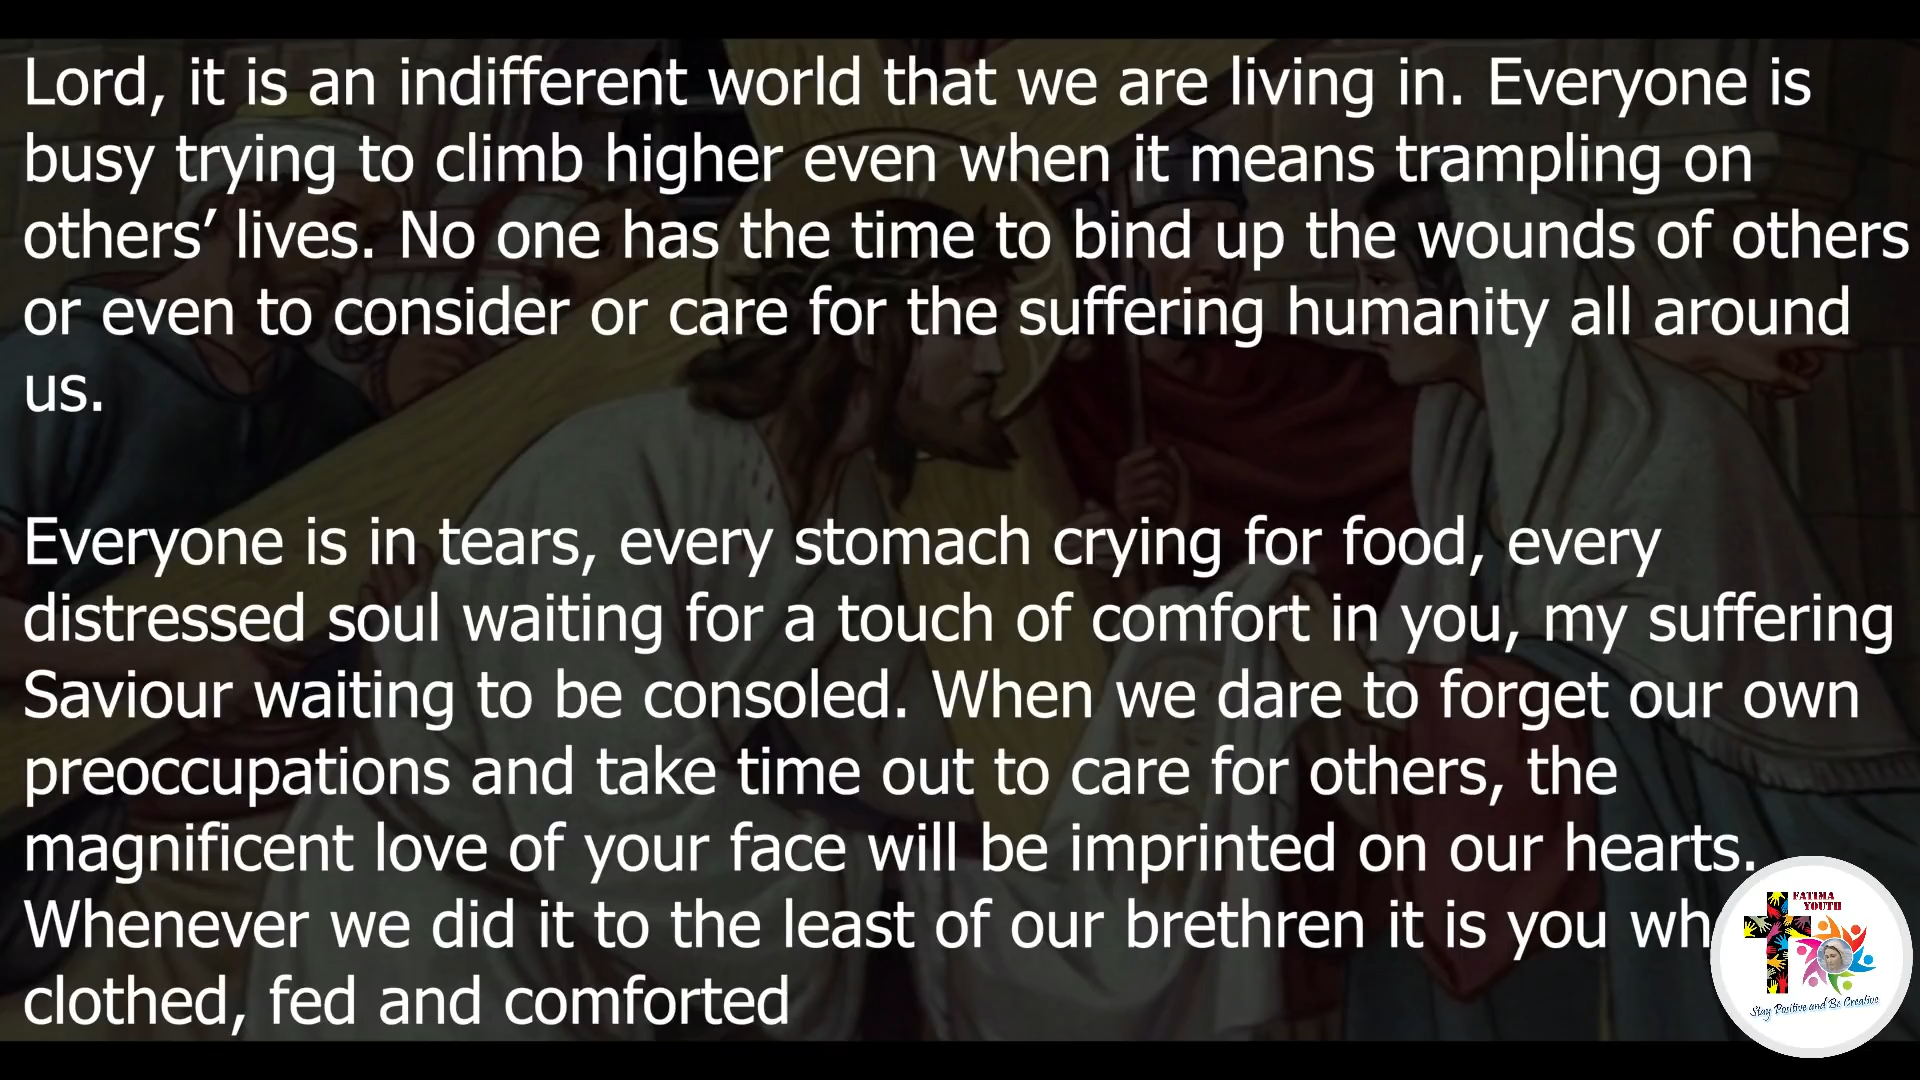 Lord, it is an indifferent world that we are living in. Everyone is
busy trying to climb higher even when it means trampling on
others’ lives. No one has the time to bind up the wounds of others
or even to consider or care for the suffering humanity all around
us.
Everyone is in tears, every stomach crying for food, every
distressed soul waiting for a touch of comfort in you, my suffering
Saviour waiting to be consoled. When we dare to forget our own
preoccupations and take time out to care for others, the
magnificent love of your face will be imprinted on our hearts.
Whenever we did it to the least of our brethren it is you wh
clothed, fed and comforted
FATIMA
YOUTH
Stay Positive and Be Creative